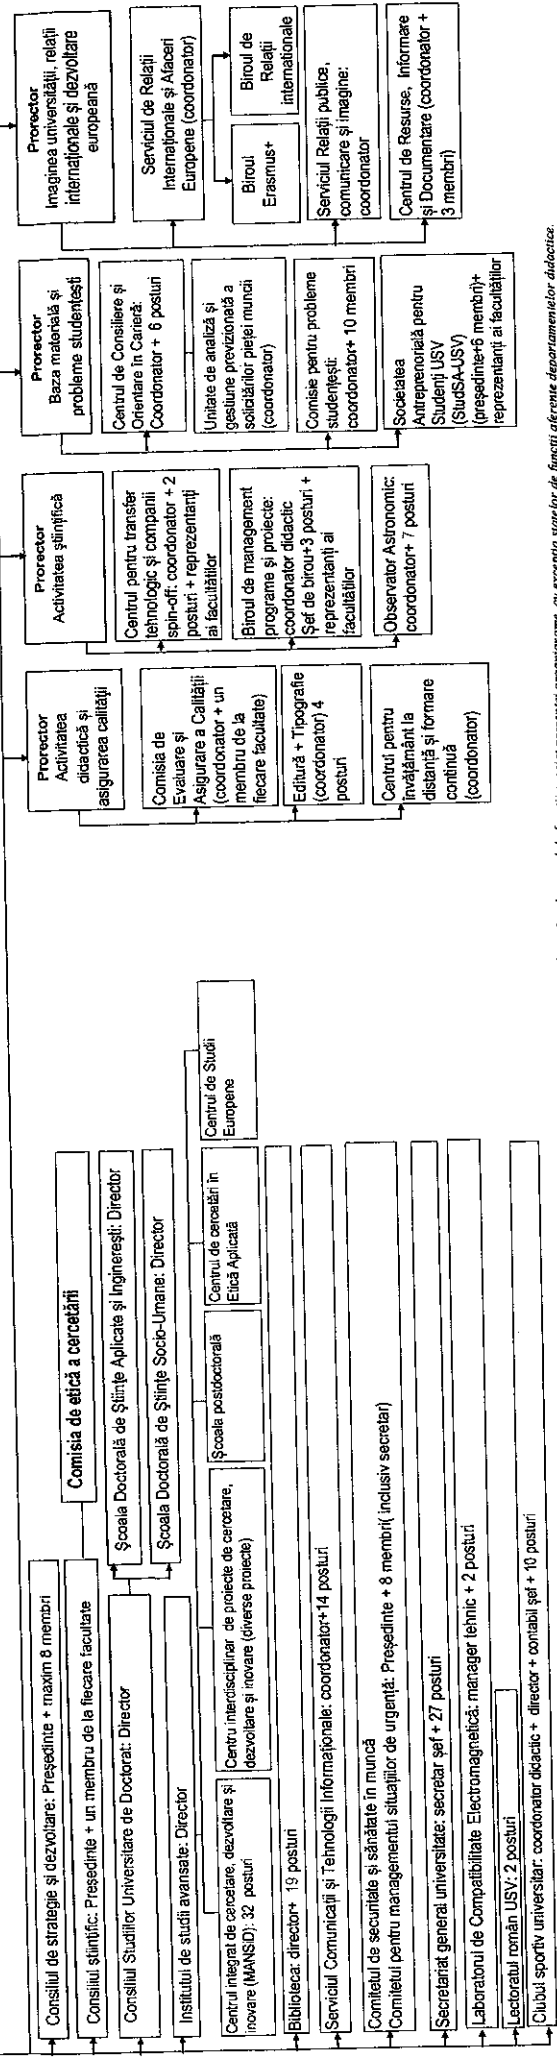 Consiliul de strategie și dezvoltare: Președinte + maxim 8 membri
Consiliul științific: Președinte + un membru de la fiecare facultate
Comisia de etică a cercetării
Consiliul Studiilor Universitare de Doctorat: Director
Școala Doctorală de Științe Aplicate și Inginerești: Director
Școala Doctorală de Științe Socio-Umane: Director
Institutul de studii avansate: Director
Centrul integrat de cercetare, dezvoltare și
inovare (MANSiD): 32 posturi
Centru interdisciplinar de proiecte de cercetare,
dezvoltare și inovare (diverse proiecte)
Școala postdoctorală
Centrul de cercetări în
Etică Aplicată
Centrul de Studii
Europene
Biblioteca: director+ 19 posturi
Serviciul Comunicații și Tehnologii Informaționale: coordonator+14 posturi
Comitetul de securitate și sănătate în muncă
Comitetul pentru managementul situațiilor de urgență: Președinte + 8 membri( inclusiv secretar)
Secretariat general universitate: secretar șef + 27 posturi
Laboratorul de Compatibilitate Electromagnetică: manager tehnic + 2 posturi
Lectoratul român USV: 2 posturi
Clubul sportiv universitar: coordonator didactic + director + contabil șef + 10 posturi
Prorector
Activitatea
didactică și
asigurarea calității
Comisia de
Evaluare și
Asigurare a Calității
(coordonator + un
membru de la
fiecare facultate)
Editură + Tipografie
(coordonator) 4
posturi
Centrul pentru
învățământ la
distanță și formare
continuă
(coordonator)
Prorector
Activitatea științifică
Centrul pentru transfer
tehnologic și companii
spin-off: coordonator + 2
posturi + reprezentanți
ai facultăților
Biroul de management
programe și proiecte:
coordonator didactic
Șef de birou+3 posturi +
reprezentanți ai
facultăților
Observator Astronomic:
coordonator+ 7 posturi
Prorector
Baza materială și
probleme studențești
Centrul de Consiliere și
Orientare în Carieră:
Coordonator + 6 posturi
Unitate de analiză și
gestiune previzionată a
solicitărilor pieței muncii
(coordonator)
Comisie pentru probleme
studențești:
coordonator+ 10 membri
Societatea
Antreprenorială pentru
Studenți USV
(StudSA-USV)
(președinte+6 membri)+
reprezentanți ai facultăților
Prorector
Imaginea universității, relații
internaționale și dezvoltare
europeană
Serviciul de Relații
Internaționale și Afaceri
Europene (coordonator)
Biroul
Erasmus+
Biroul de
Relații
internationale
Serviciul Relații publice,
comunicare și imagine:
coordonator
Centrul de Resurse, Informare
și Documentare (coordonator +
3 membri)
cu excepția statelor de funcții aferente departamentelor didactice.